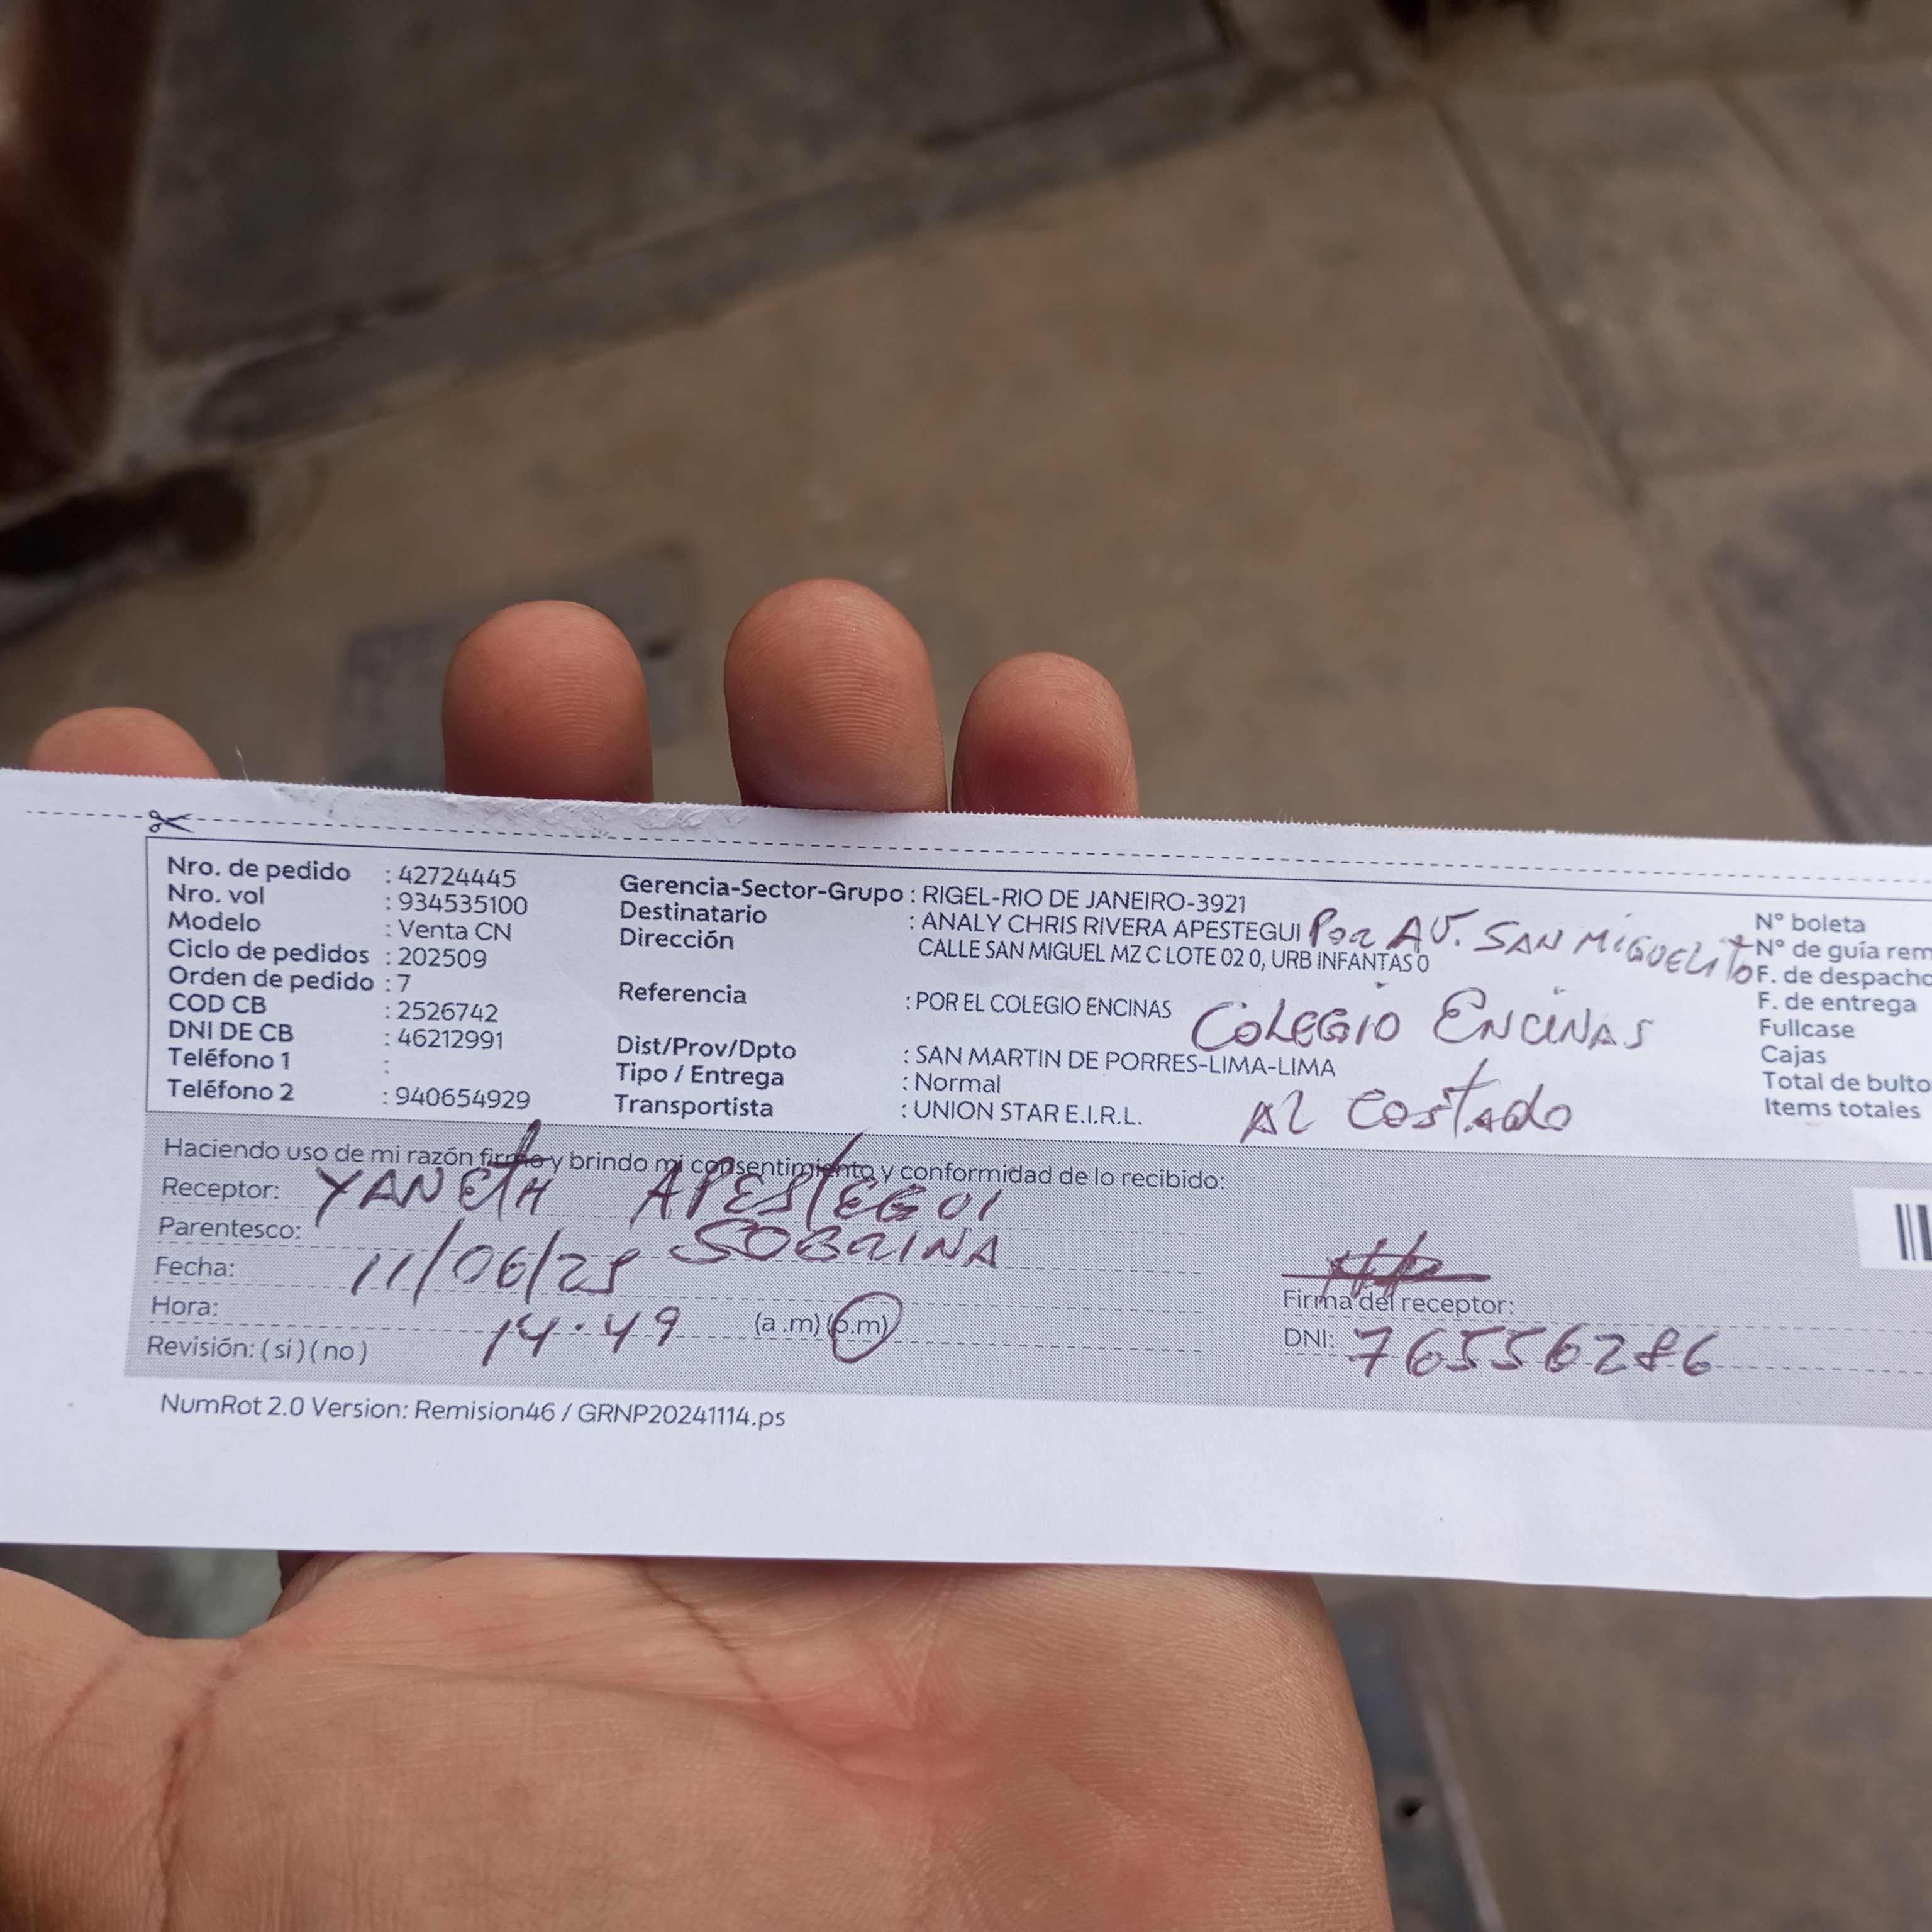 Nro. de pedido : 42724445
Nro. vol : 934535100
Modelo : Venta CN
Ciclo de pedidos : 202509
Orden de pedido : 7
COD CB : 2526742
DNI DE CB : 46212991
Teléfono 1 :
Teléfono 2 : 940654929
Gerencia-Sector-Grupo : RIGEL-RIO DE JANEIRO-3921
Destinatario : ANALY CHRIS RIVERA APESTEGUI Por AV. SAN MIGUELITO
Dirección CALLE SAN MIGUEL MZ C LOTE 02 0, URB INFANTAS 0
Referencia : POR EL COLEGIO ENCINAS COLEGIO ENCINAS
Dist/Prov/Dpto : SAN MARTIN DE PORRES-LIMA-LIMA
Tipo / Entrega : Normal
Transportista : UNION STAR E.I.R.L. Al Costado
N° boleta
N° de guía rem
F. de despacho
F. de entrega
Fullcase
Cajas
Total de bulto
Items totales
Haciendo uso de mi razón firmo y brindo mi consentimiento y conformidad de lo recibido:
Receptor: YANETH APESTEGUI
Parentesco: SOBRINA
Fecha: 11/06/25
Hora: 14.49 (a.m) (p.m)
Revisión: ( si ) ( no )
Firma del receptor:
DNI: 76556286
NumRot 2.0 Version: Remision46 / GRNP20241114.ps